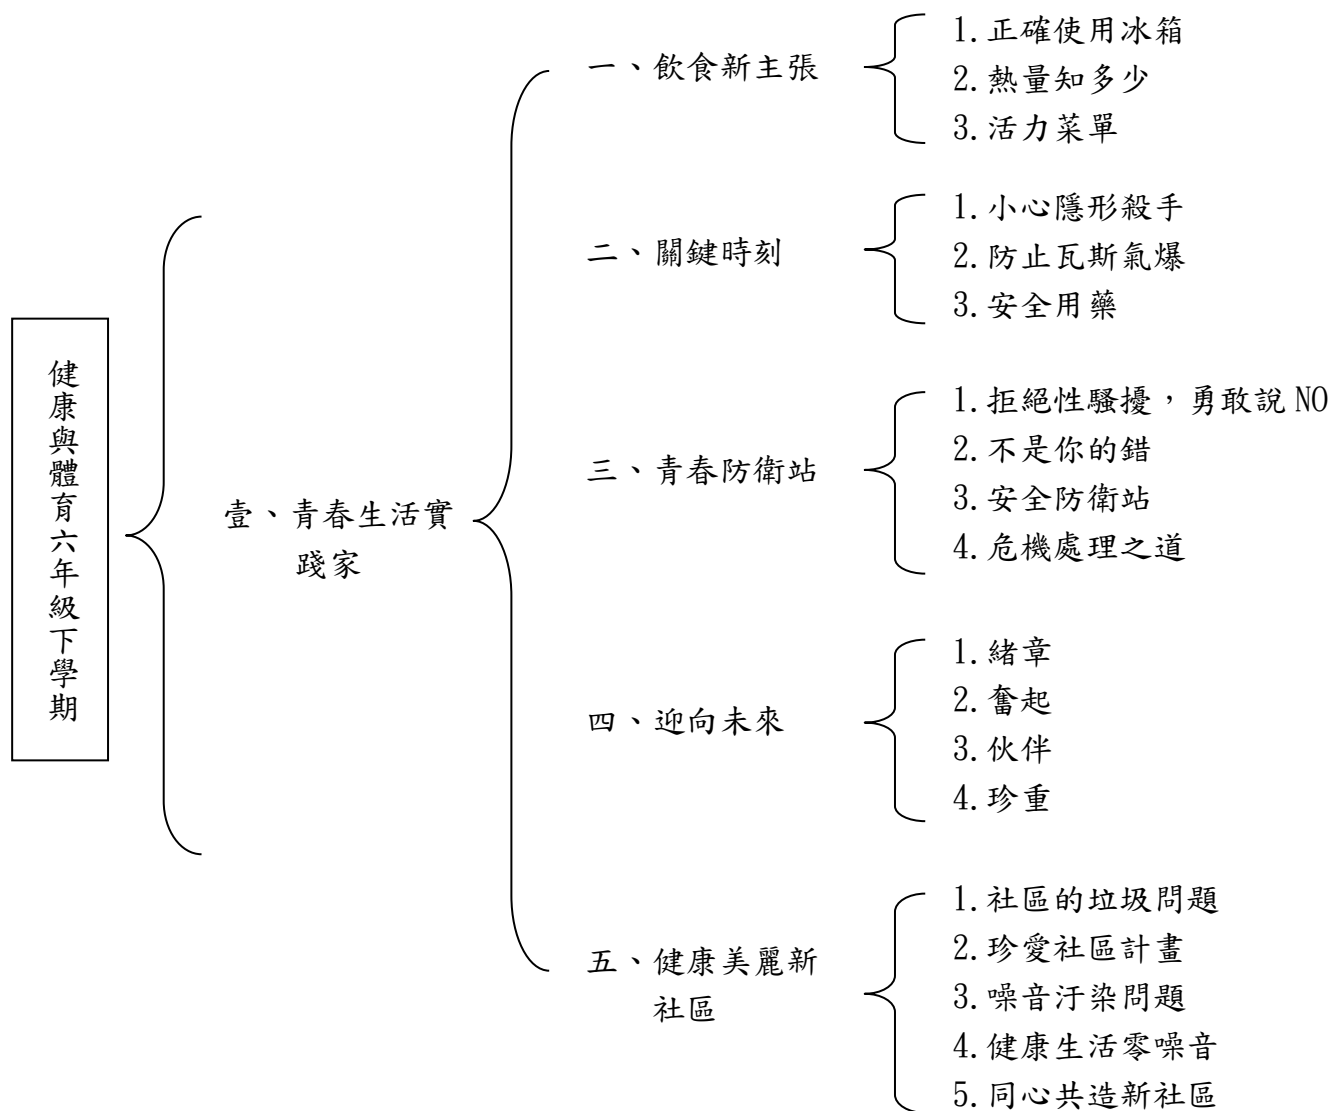 健康與體育六年級下學期
壹、青春生活實
踐家
一、飲食新主張
1.正確使用冰箱
2.熱量知多少
3.活力菜單
二、關鍵時刻
1.小心隱形殺手
2.防止瓦斯氣爆
3.安全用藥
三、青春防衛站
1.拒絕性騷擾，勇敢說 NO
2.不是你的錯
3.安全防衛站
4.危機處理之道
四、迎向未來
1.緒章
2.奮起
3.伙伴
4.珍重
五、健康美麗新
社區
1.社區的垃圾問題
2.珍愛社區計畫
3.噪音汙染問題
4.健康生活零噪音
5.同心共造新社區